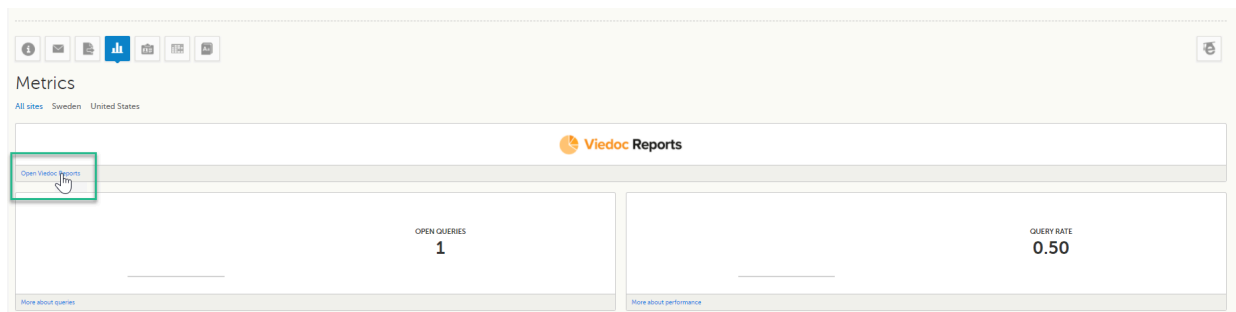 Metrics
All sites Sweden United States
Viedoc Reports
Open Viedoc Reports
OPEN QUERIES
1
QUERY RATE
0.50
More about queries
More about performance